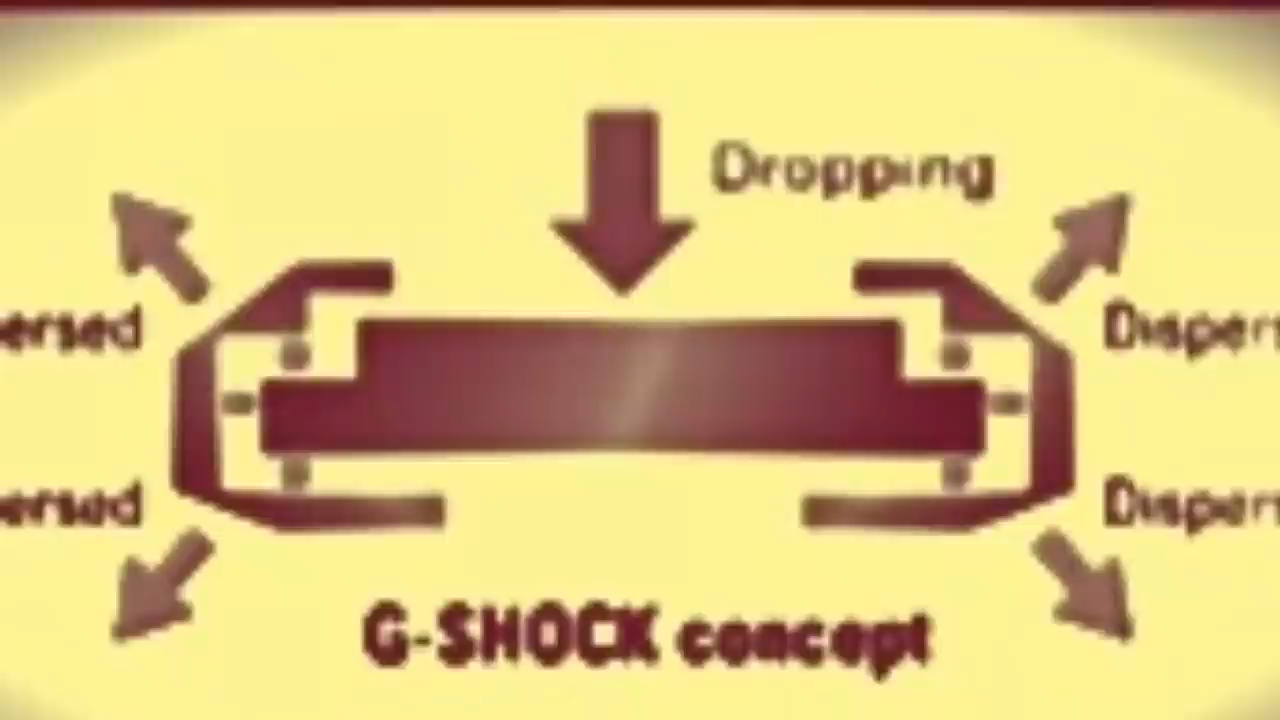 Dropping
ersed
Dispers
ersed
Dispers
G-SHOCK concept